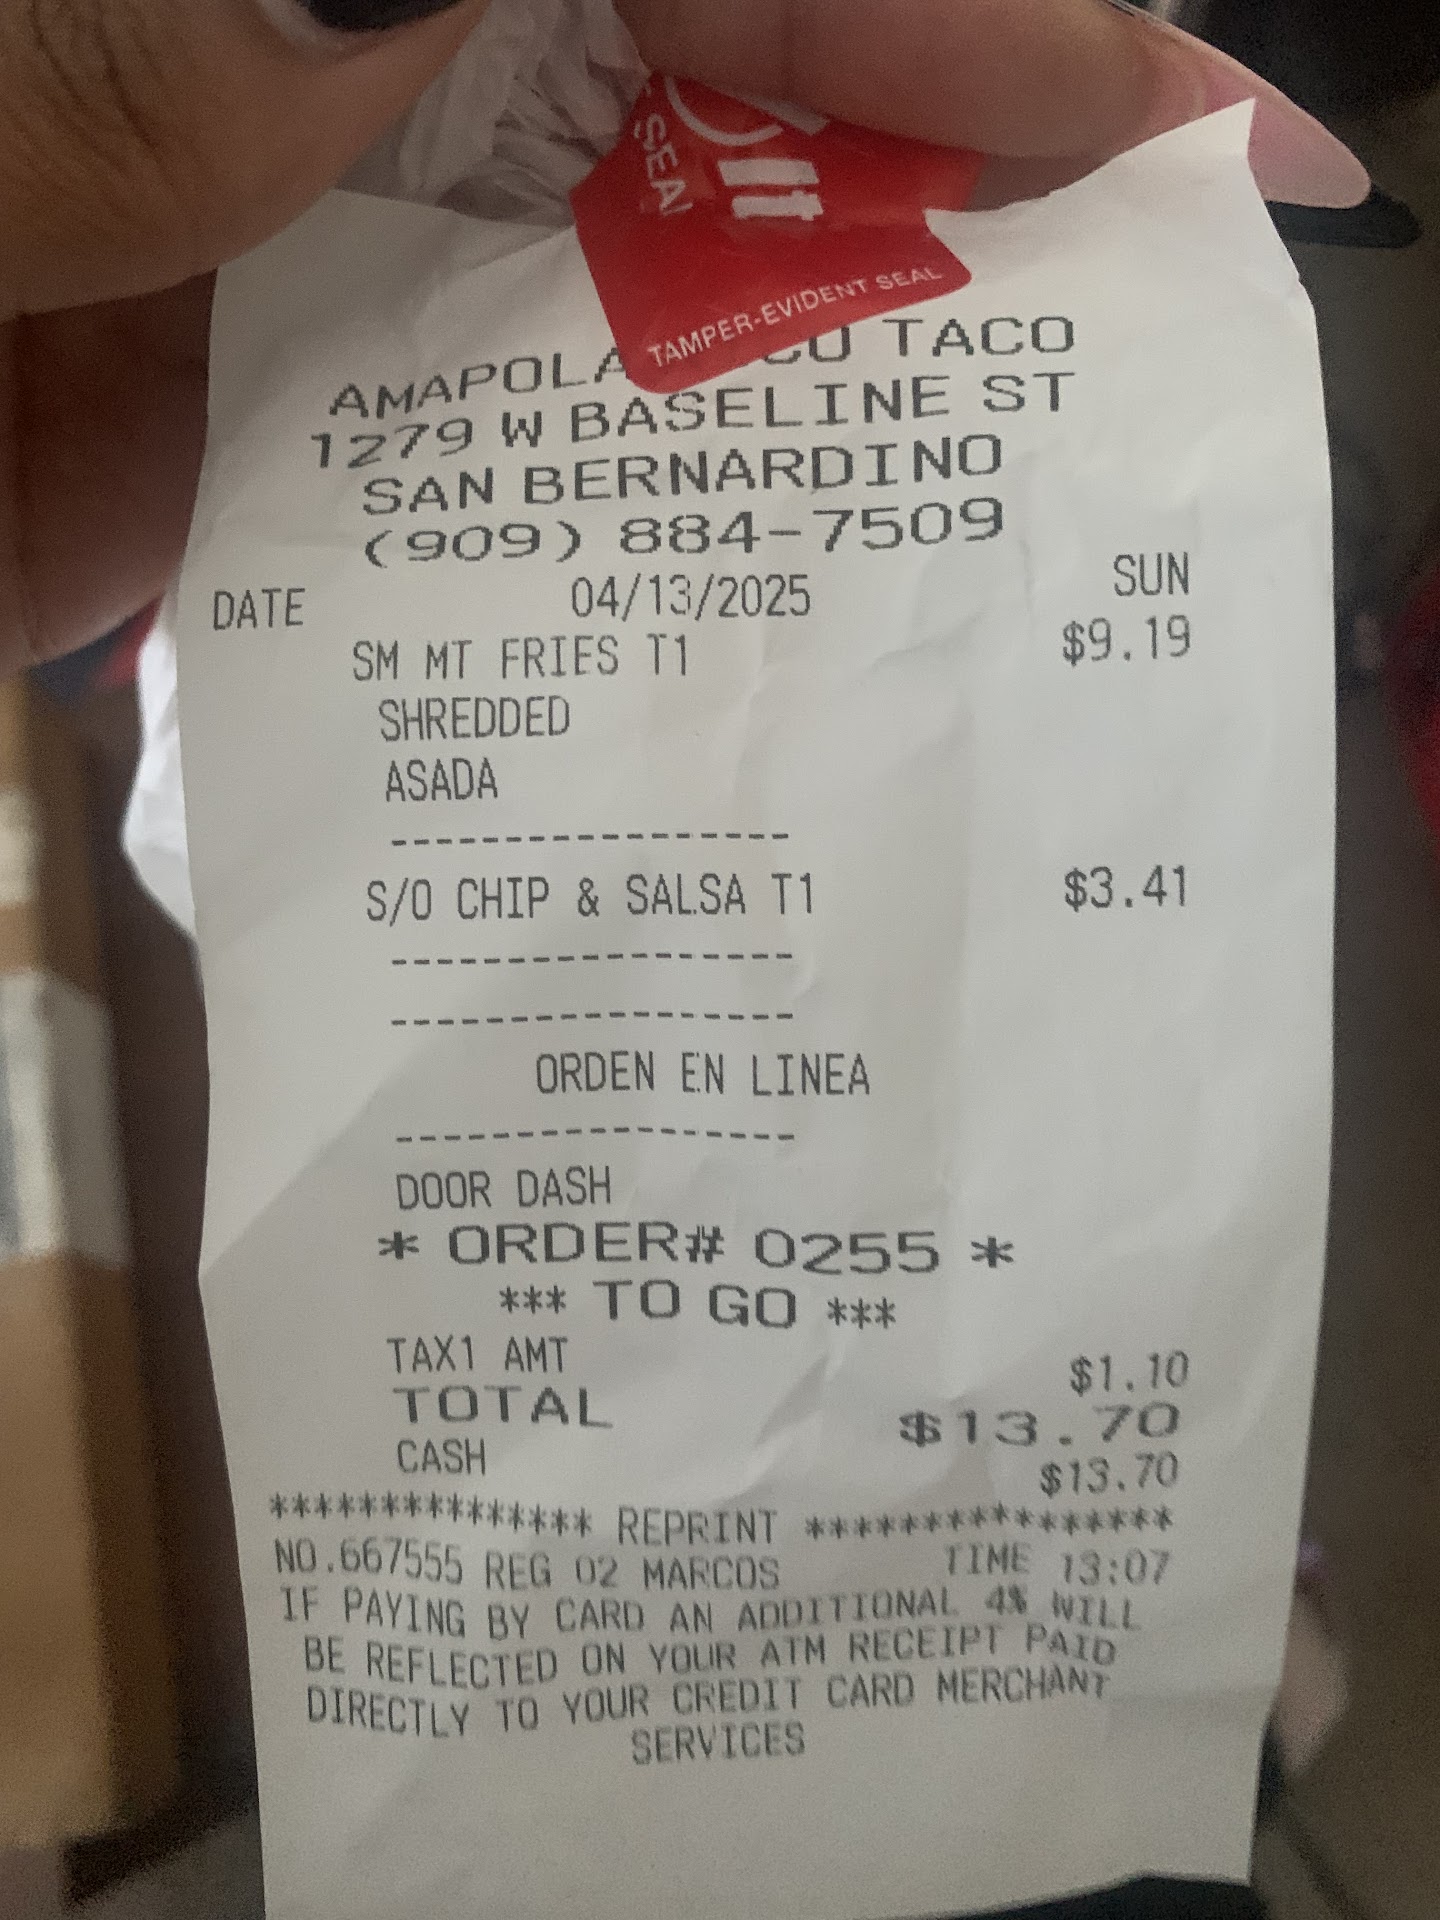 SEAL
TAMPER-EVIDENT SEAL
AMAPOLA TACO
1279 W BASELINE ST
SAN BERNARDINO
(909) 884-7509
DATE 04/13/2025 SUN
SM MT FRIES T1 $9.19
SHREDDED
ASADA
-----------------
S/O CHIP & SALSA T1 $3.41
-----------------
-----------------
ORDEN EN LINEA
-----------------
DOOR DASH
* ORDER# 0255 *
*** TO GO ***
TAX1 AMT $1.10
TOTAL $13.70
CASH $13.70
*************** REPRINT ****************
NO.667555 REG 02 MARCOS TIME 13:07
IF PAYING BY CARD AN ADDITIONAL 4% WILL
BE REFLECTED ON YOUR ATM RECEIPT PAID
DIRECTLY TO YOUR CREDIT CARD MERCHANT
SERVICES